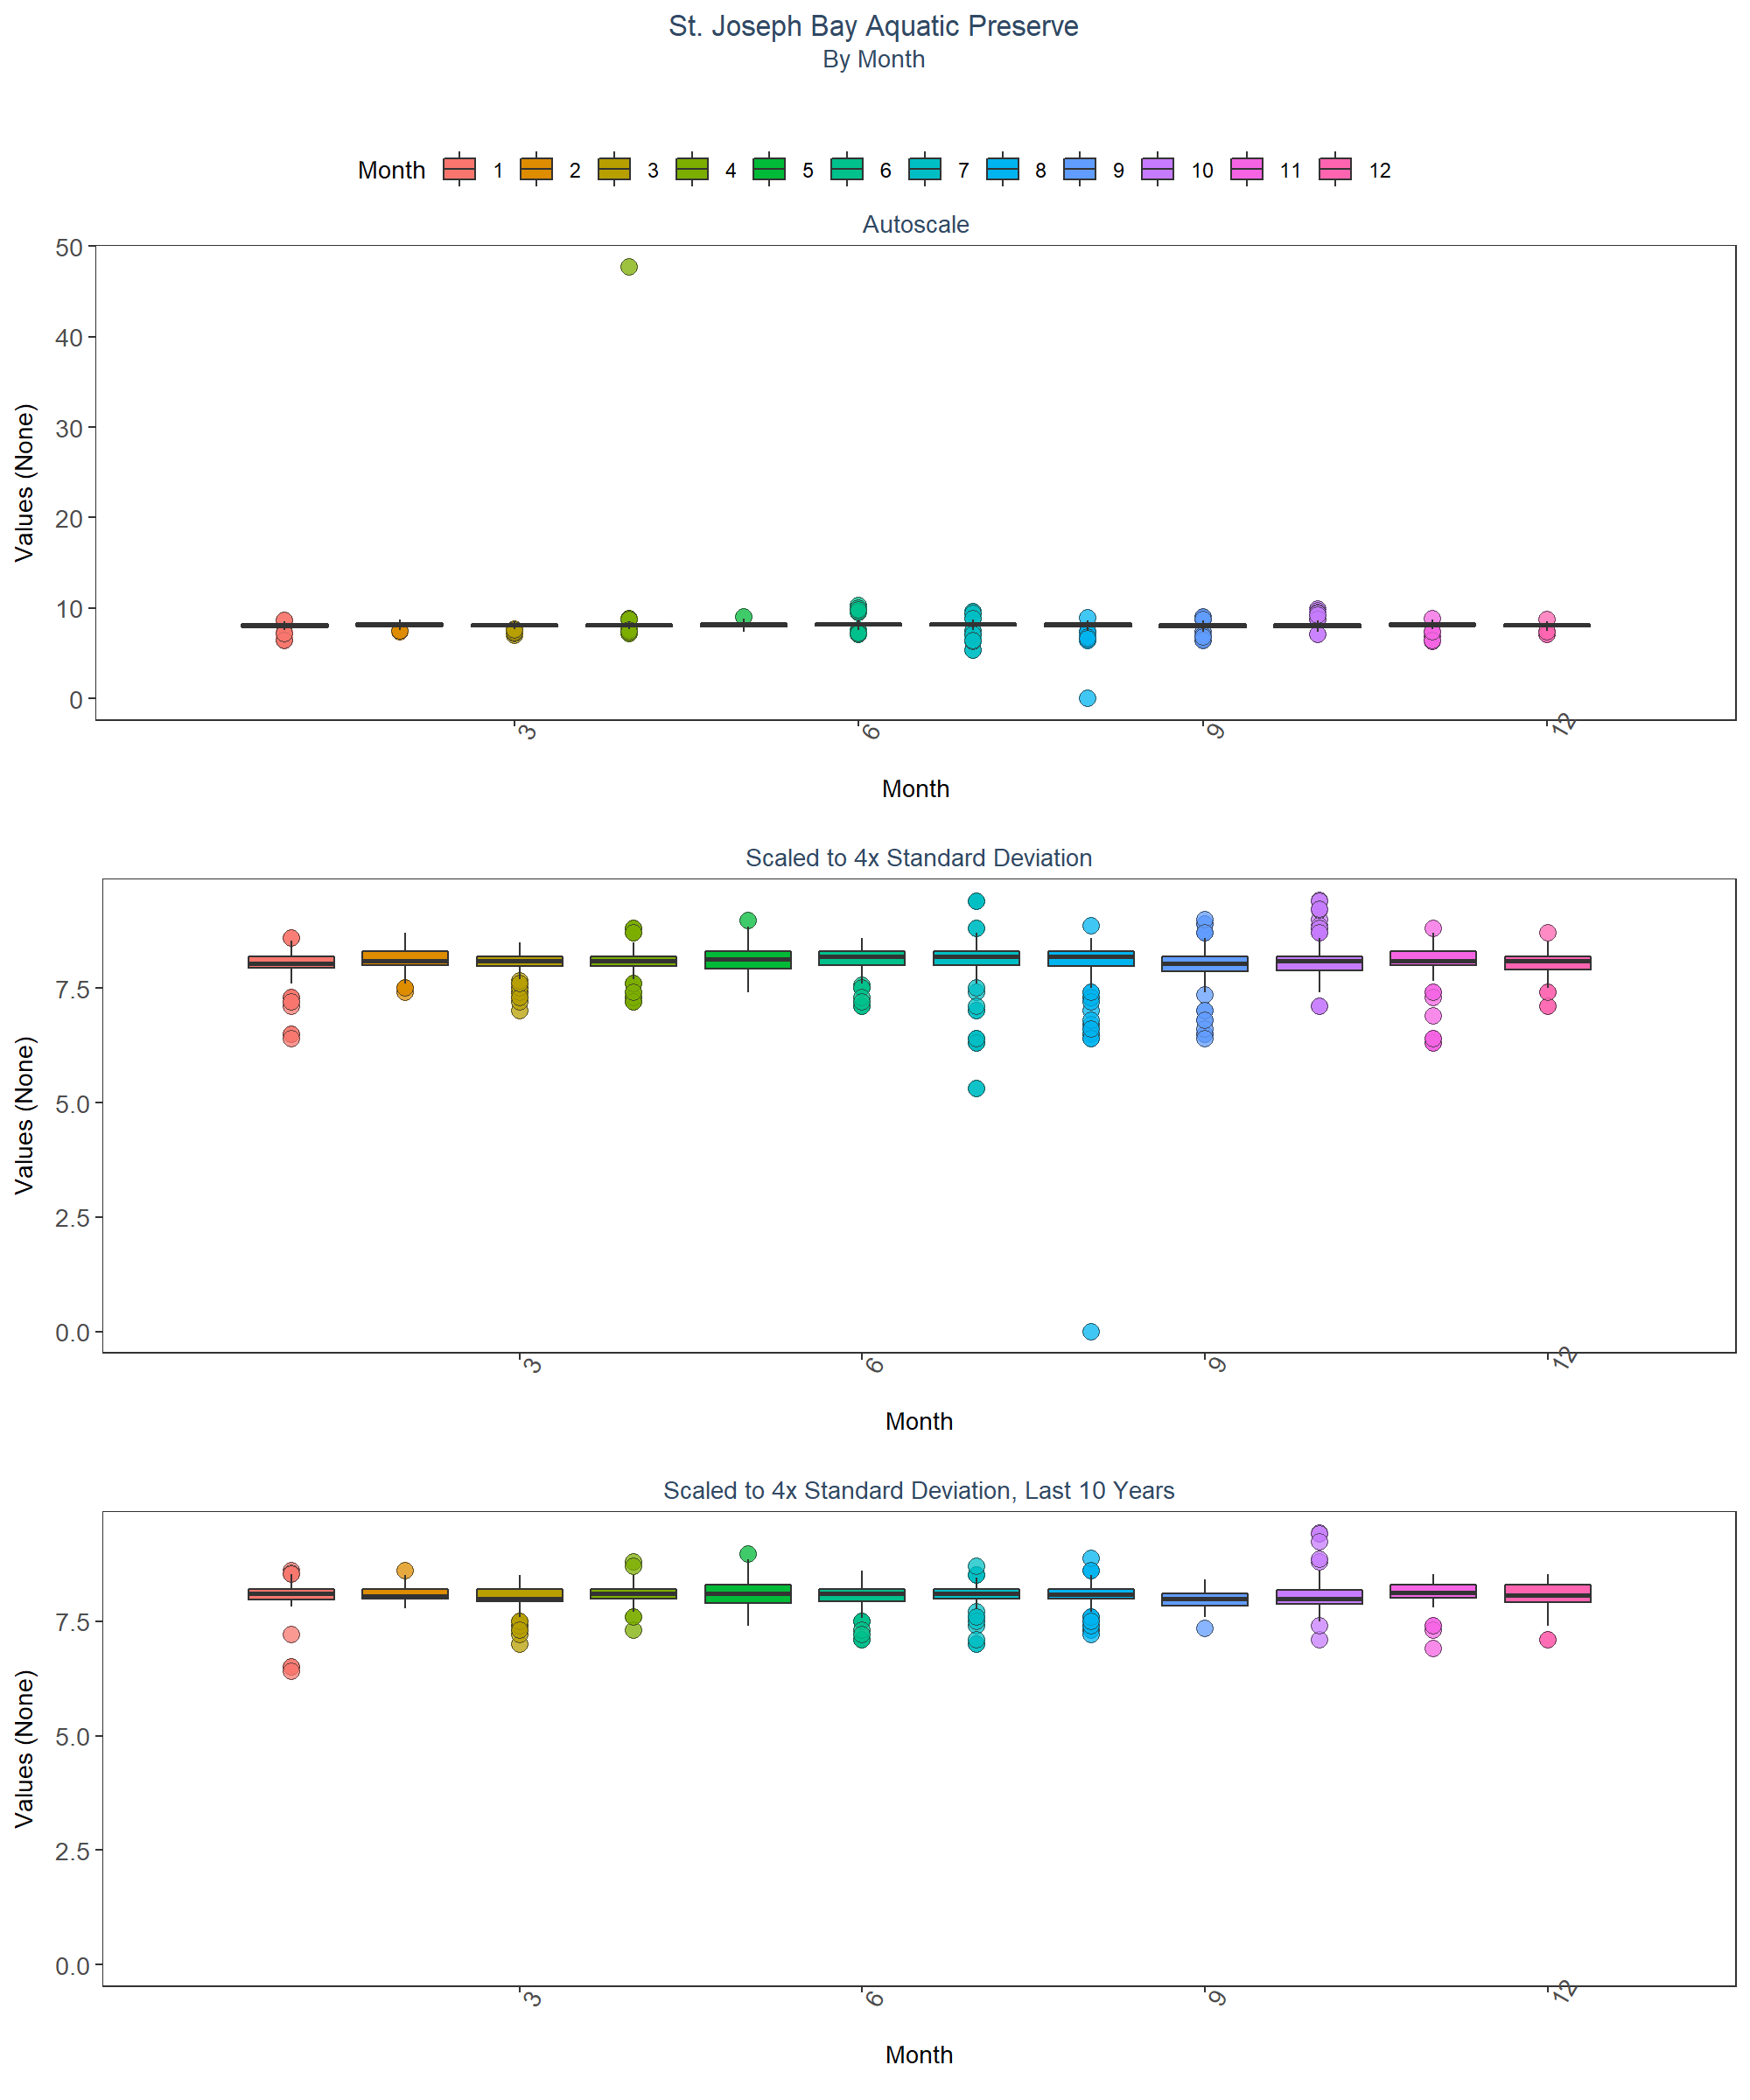 St. Joseph Bay Aquatic Preserve
By Month
Month 1 2 3 4 5 6 7 8 9 10 11 12
Autoscale
50
40
30
20
10
0
Values (None)
3 6 9 12
Month
Scaled to 4x Standard Deviation
7.5
5.0
2.5
0.0
Values (None)
3 6 9 12
Month
Scaled to 4x Standard Deviation, Last 10 Years
7.5
5.0
2.5
0.0
Values (None)
3 6 9 12
Month